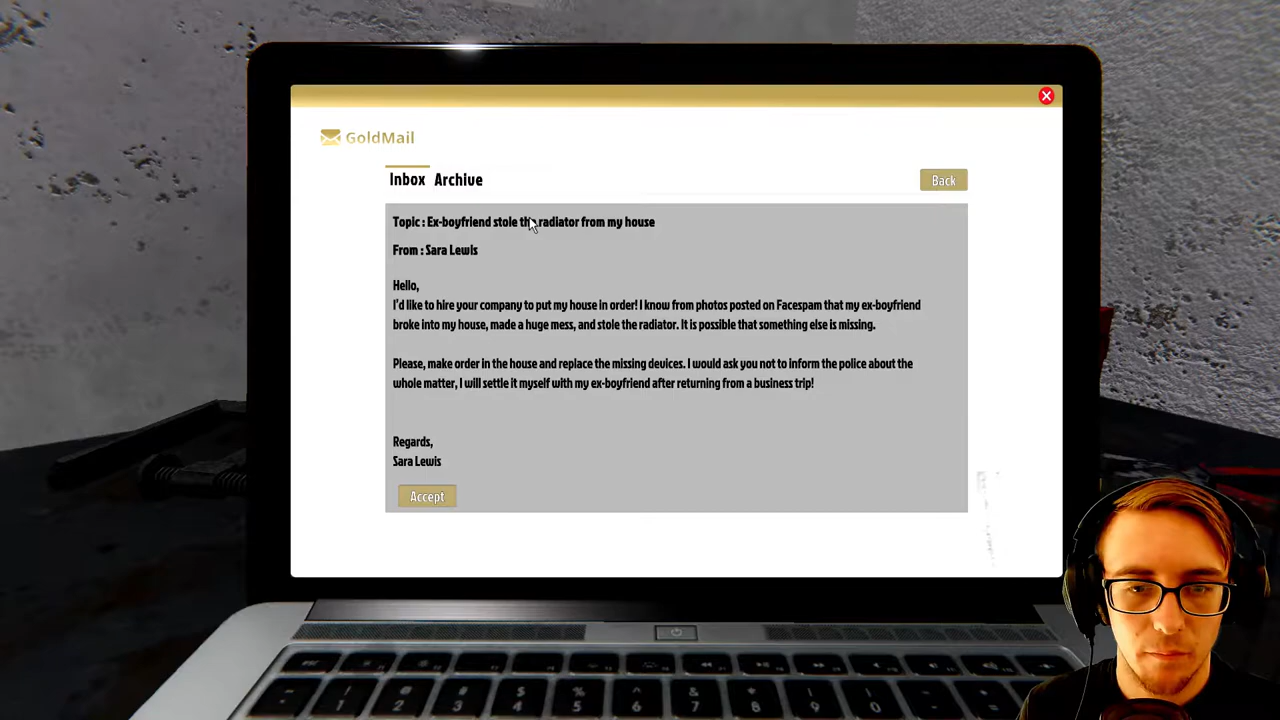 GoldMail
Inbox Archive
Back
Topic : Ex-boyfriend stole the radiator from my house
From : Sara Lewis
Hello,
I'd like to hire your company to put my house in order! I know from photos posted on Facespam that my ex-boyfriend
broke into my house, made a huge mess, and stole the radiator. It is possible that something else is missing.
Please, make order in the house and replace the missing devices. I would ask you not to inform the police about the
whole matter, I will settle it myself with my ex-boyfriend after returning from a business trip!
Regards,
Sara Lewis
Accept